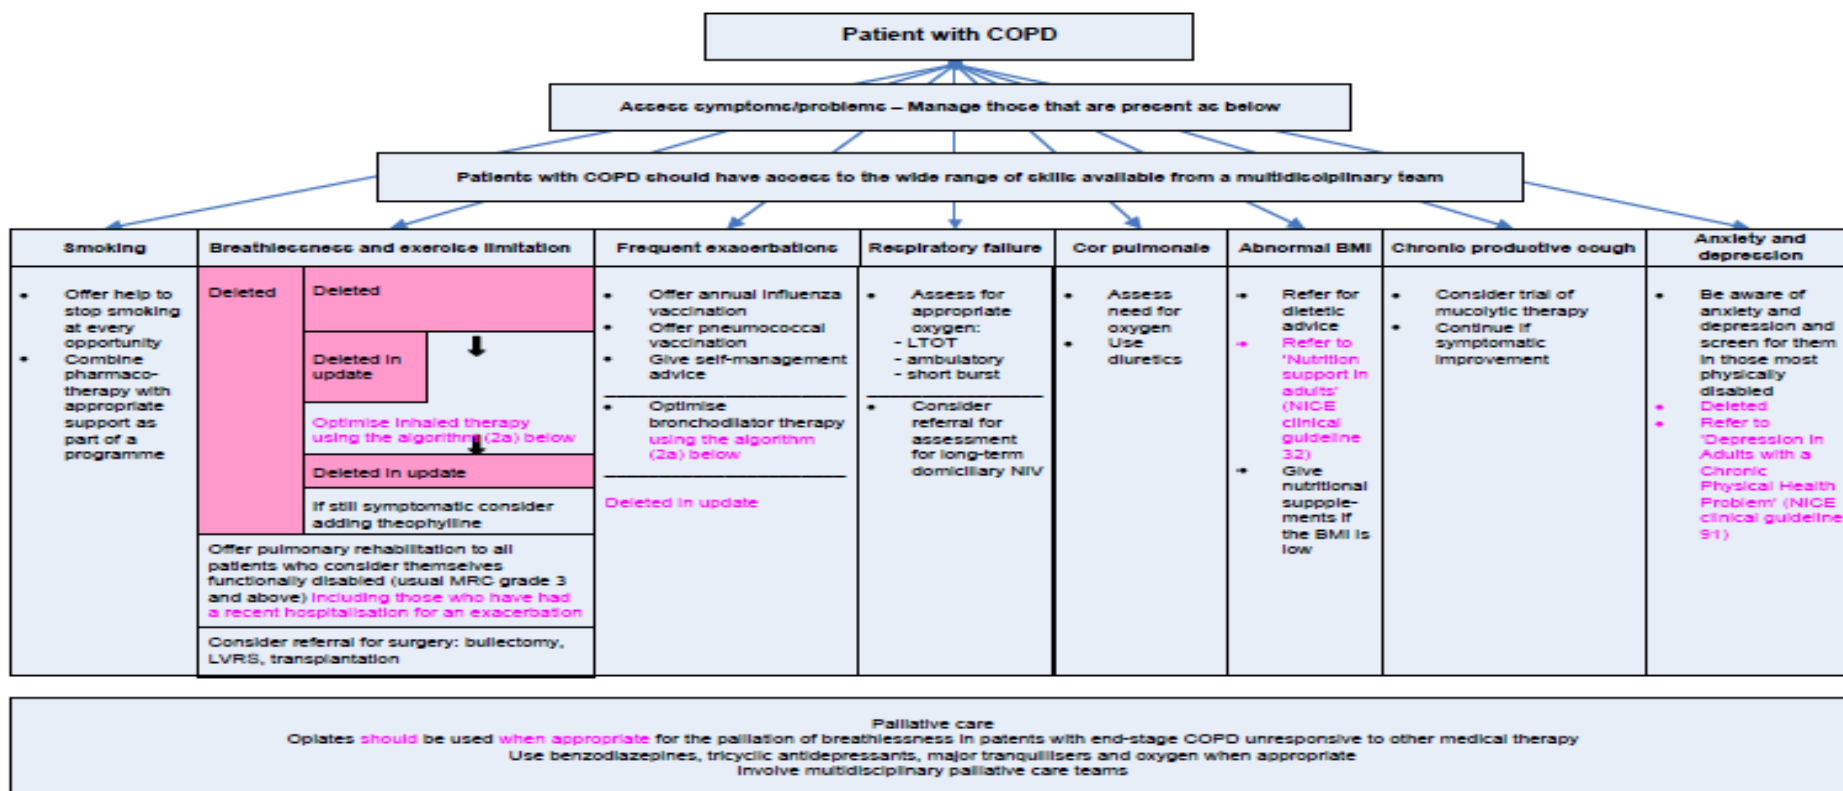 Patient with COPD
Assess symptoms/problems – Manage those that are present as below
Patients with COPD should have access to the wide range of skills available from a multidisciplinary team
Smoking
• Offer help to
stop smoking
at every
opportunity
• Combine
pharmaco-
therapy with
appropriate
support as
part of a
programme
Breathlessness and exercise limitation
Deleted
Deleted
Deleted in
update
Optimise inhaled therapy
using the algorithm (2a) below
Deleted in update
If still symptomatic consider
adding theophylline
Offer pulmonary rehabilitation to all
patients who consider themselves
functionally disabled (usual MRC grade 3
and above) including those who have had
a recent hospitalisation for an exacerbation
Consider referral for surgery: bullectomy,
LVRS, transplantation
Frequent exacerbations
• Offer annual influenza
vaccination
• Offer pneumococcal
vaccination
• Give self-management
advice
• Optimise
bronchodilator therapy
using the algorithm
(2a) below
Deleted in update
Respiratory failure
• Assess for
appropriate
oxygen:
- LTOT
- ambulatory
- short burst
• Consider
referral for
assessment
for long-term
domiciliary NIV
Cor pulmonale
• Assess
need for
oxygen
• Use
diuretics
Abnormal BMI
• Refer for
dietetic
advice
• Refer to
'Nutrition
support in
adults'
(NICE
clinical
guideline
32)
• Give
nutritional
suppple-
ments if
the BMI is
low
Chronic productive cough
• Consider trial of
mucolytic therapy
• Continue if
symptomatic
improvement
Anxiety and
depression
• Be aware of
anxiety and
depression and
screen for them
in those most
physically
disabled
• Deleted
• Refer to
'Depression in
Adults with a
Chronic
Physical Health
Problem' (NICE
clinical guideline
91)
Palliative care
Opiates should be used when appropriate for the palliation of breathlessness in patents with end-stage COPD unresponsive to other medical therapy
Use benzodiazepines, tricyclic antidepressants, major tranquillisers and oxygen when appropriate
Involve multidisciplinary palliative care teams